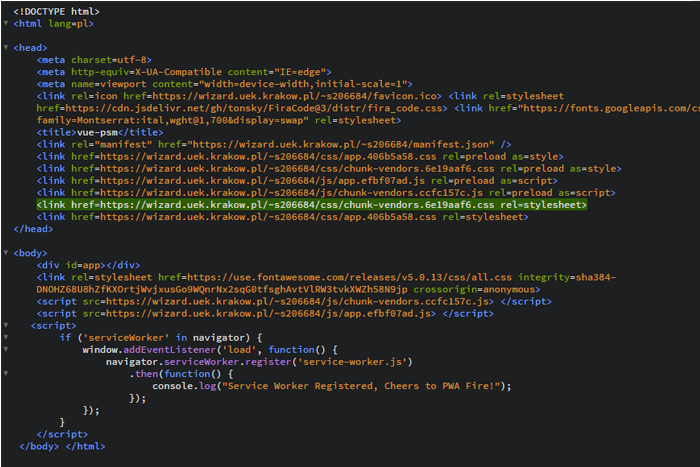 <!DOCTYPE html>
<html lang=pl>
<head>
<meta charset=utf-8>
<meta http-equiv=X-UA-Compatible content="IE=edge">
<meta name=viewport content="width=device-width,initial-scale=1">
<link rel=icon href=https://wizard.uek.krakow.pl/~s206684/favicon.ico> <link rel=stylesheet
href=https://cdn.jsdelivr.net/gh/tonsky/FiraCode@3/distr/fira_code.css> <link href="https://fonts.googleapis.com/cs
family=Montserrat:ital,wght@1,700&display=swap" rel=stylesheet>
<title>vue-psm</title>
<link rel="manifest" href="https://wizard.uek.krakow.pl/~s206684/manifest.json" />
<link href=https://wizard.uek.krakow.pl/~s206684/css/app.406b5a58.css rel=preload as=style>
<link href=https://wizard.uek.krakow.pl/~s206684/css/chunk-vendors.6e19aaf6.css rel=preload as=style>
<link href=https://wizard.uek.krakow.pl/~s206684/js/app.efbf07ad.js rel=preload as=script>
<link href=https://wizard.uek.krakow.pl/~s206684/js/chunk-vendors.ccfc157c.js rel=preload as=script>
<link href=https://wizard.uek.krakow.pl/~s206684/css/chunk-vendors.6e19aaf6.css rel=stylesheet>
<link href=https://wizard.uek.krakow.pl/~s206684/css/app.406b5a58.css rel=stylesheet>
</head>
<body>
<div id=app></div>
<link rel=stylesheet href=https://use.fontawesome.com/releases/v5.0.13/css/all.css integrity=sha384-
DNOHZ68U8hZfKXOrtjWvjxusGo9WQnrNx2sqG0tfsghAvtVlRW3tvkXWZh58N9jp crossorigin=anonymous>
<script src=https://wizard.uek.krakow.pl/~s206684/js/chunk-vendors.ccfc157c.js> </script>
<script src=https://wizard.uek.krakow.pl/~s206684/js/app.efbf07ad.js> </script>
<script>
if ('serviceWorker' in navigator) {
window.addEventListener('load', function() {
navigator.serviceWorker.register('service-worker.js')
.then(function() {
console.log("Service Worker Registered, Cheers to PWA Fire!");
});
});
}
</script>
</body> </html>